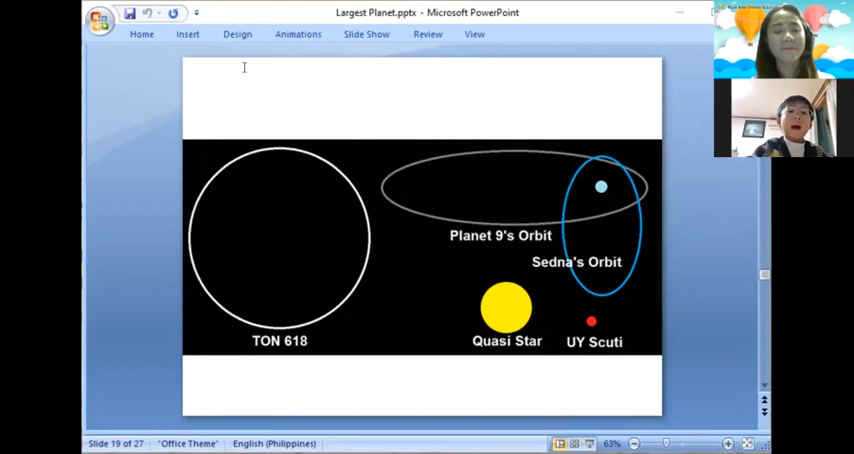 Largest Planet.pptx - Microsoft PowerPoint
Home Insert Design Animations Slide Show Review View
Planet 9's Orbit
Sedna's Orbit
TON 618
Quasi Star
UY Scuti
Slide 19 of 27 "Office Theme" English (Philippines) 63%